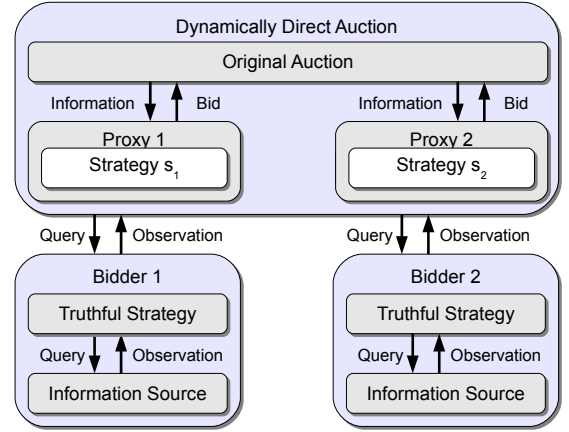 Dynamically Direct Auction
Original Auction
Information Bid Information Bid
Proxy 1 Proxy 2
Strategy s1 Strategy s2
Query Observation Query Observation
Bidder 1 Bidder 2
Truthful Strategy Truthful Strategy
Query Observation Query Observation
Information Source Information Source